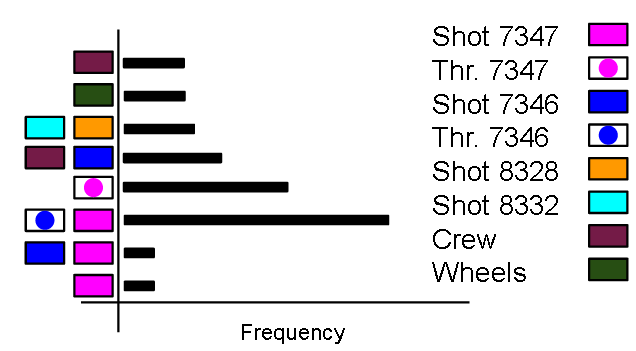 Shot 7347
Thr. 7347
Shot 7346
Thr. 7346
Shot 8328
Shot 8332
Crew
Wheels
Frequency